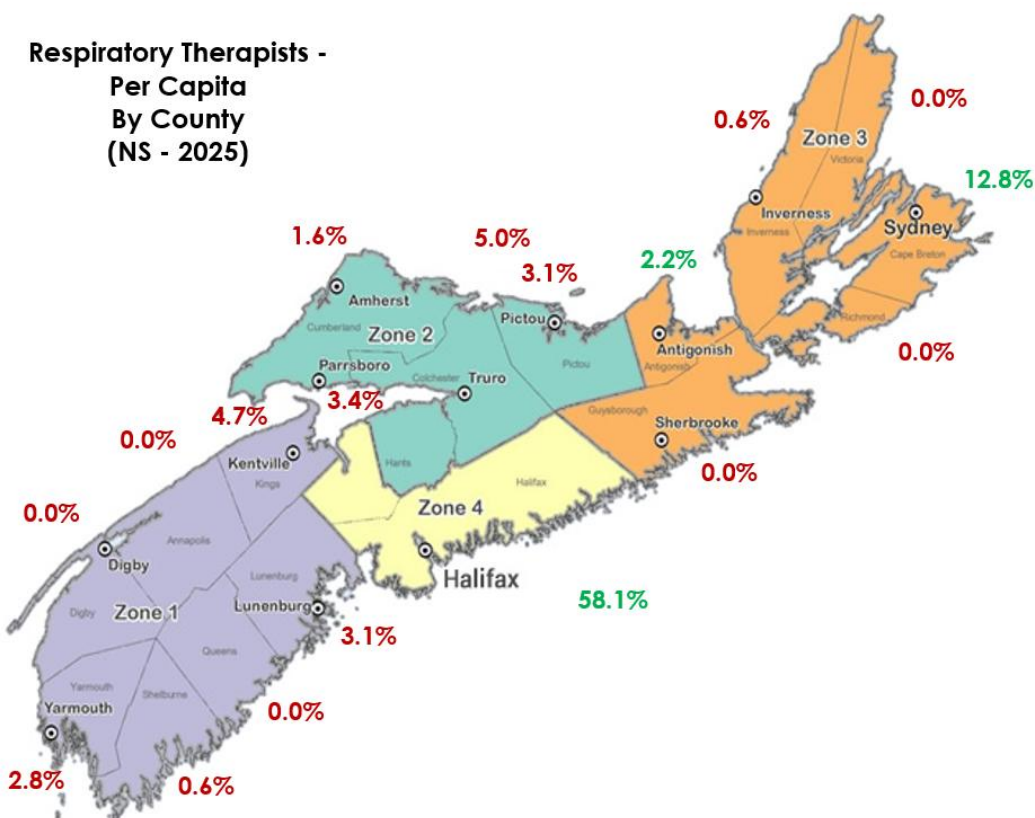 Respiratory Therapists -
Per Capita
By County
(NS - 2025)
0.6%
0.0%
Zone 3
Victoria
12.8%
Inverness
Inverness
Sydney
Cape Breton
Richmond
0.0%
1.6%
5.0%
3.1%
2.2%
Amherst
Cumberland
Zone 2
Pictou
Pictou
Antigonish
Antigonish
Parrsboro
Colchester
Truro
Guysborough
Sherbrooke
0.0%
4.7%
3.4%
0.0%
Kentville
Kings
Hants
Halifax
Zone 4
0.0%
Annapolis
Digby
Halifax
58.1%
Lunenburg
Lunenburg
Digby
Zone 1
3.1%
Queens
Yarmouth
Shelburne
Yarmouth
0.0%
2.8%
0.6%